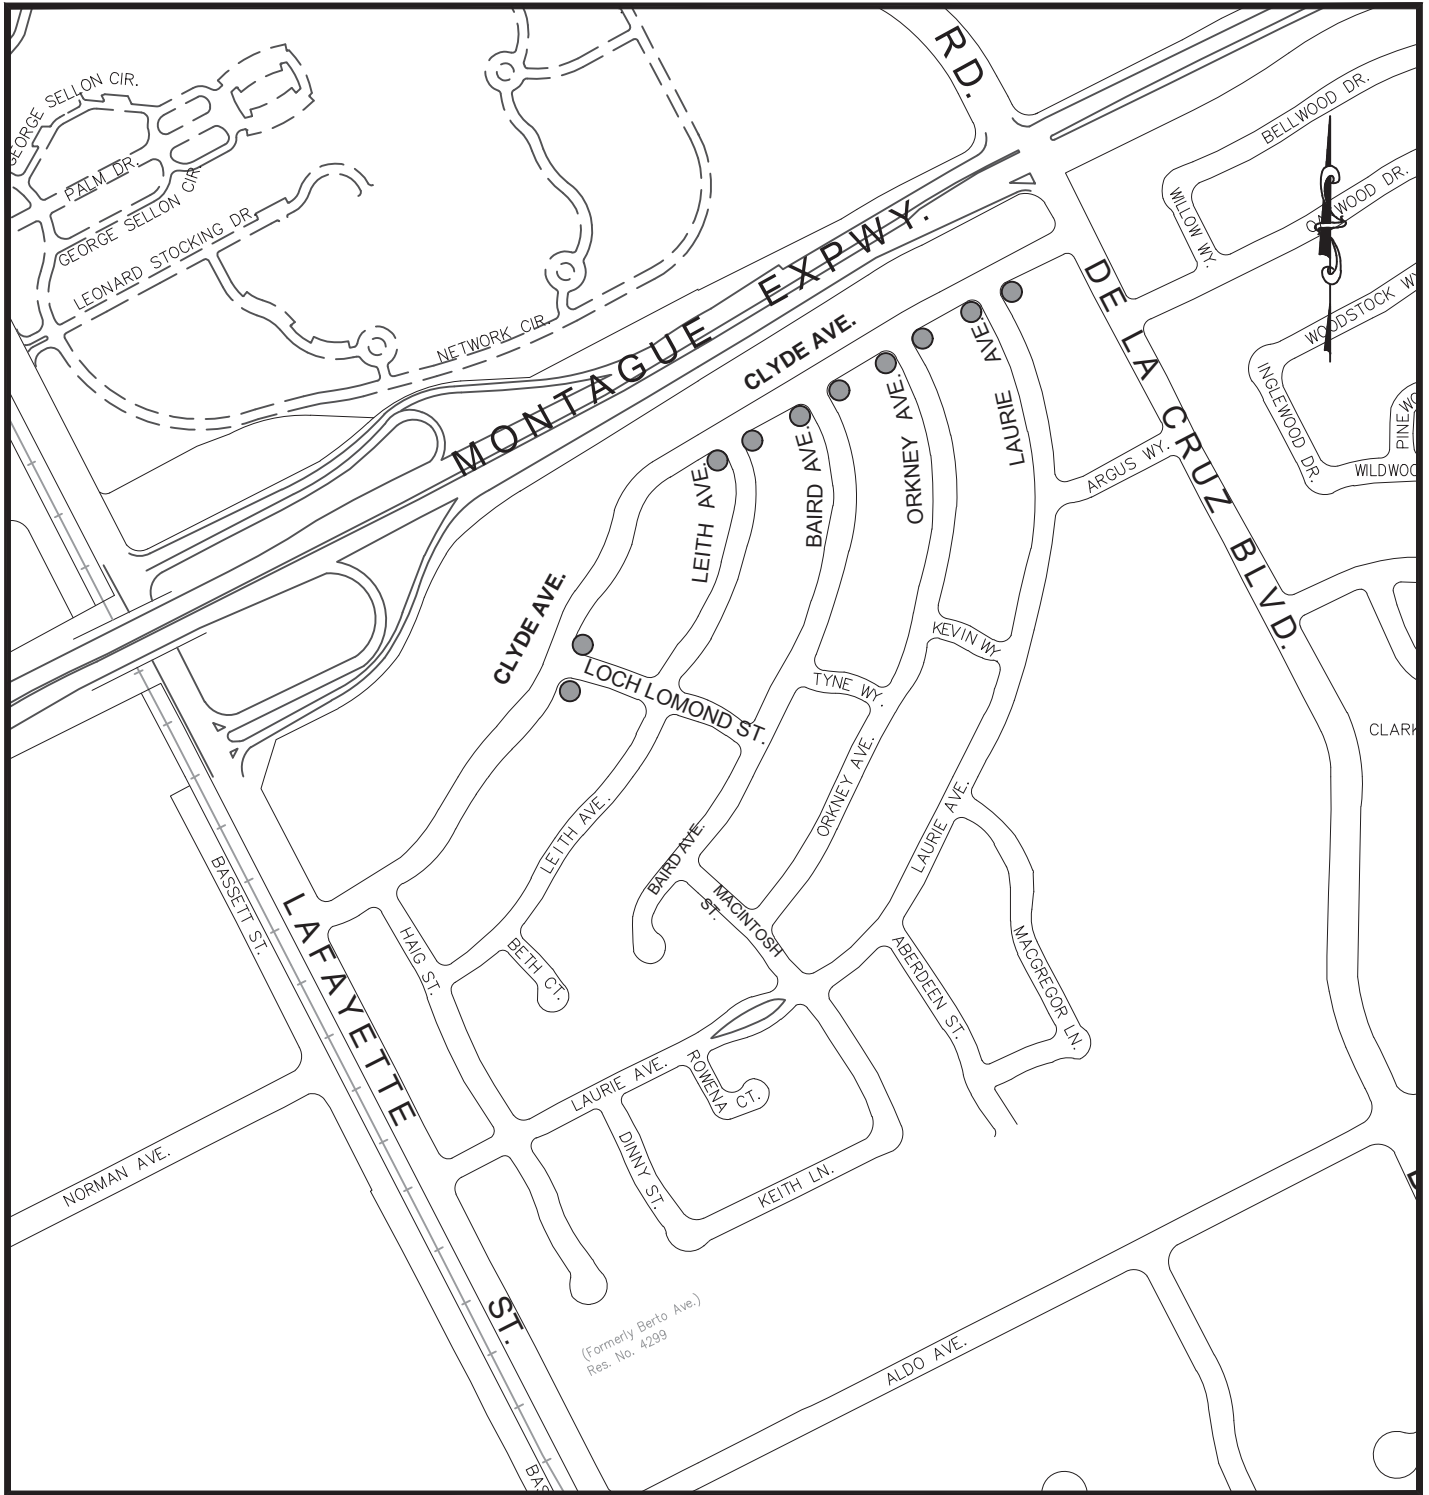 RD.
GEORGE SELLON CIR.
PALM DR.
GEORGE SELLON CIR.
LEONARD STOCKING DR.
NETWORK CIR.
MONTAGUE EXPWY.
BELLWOOD DR.
WILLOW WY.
WOOD DR.
WOODSTOCK
INGLEWOOD DR.
PINE
CLYDE AVE.
DE LA CRUZ BLVD.
LEITH AVE.
BAIRD AVE.
ORKNEY AVE.
LAURIE AVE.
ARGUS WY.
CLYDE AVE.
LOCH LOMOND ST.
KEVIN WY
TYNE WY.
ORKNEY AVE.
LAURIE AVE.
LEITH AVE.
BAIRD AVE.
MACINTOSH
ST.
BASSETT ST.
LAFAYETTE ST.
HAIG ST.
BETH CT.
ABERDEEN ST.
MACGREGOR LN.
LAURIE AVE.
ROWENA CT.
DINNY ST.
KEITH LN.
NORMAN AVE.
(Formerly Berto Ave.)
Res. No. 4299
ALDO AVE.